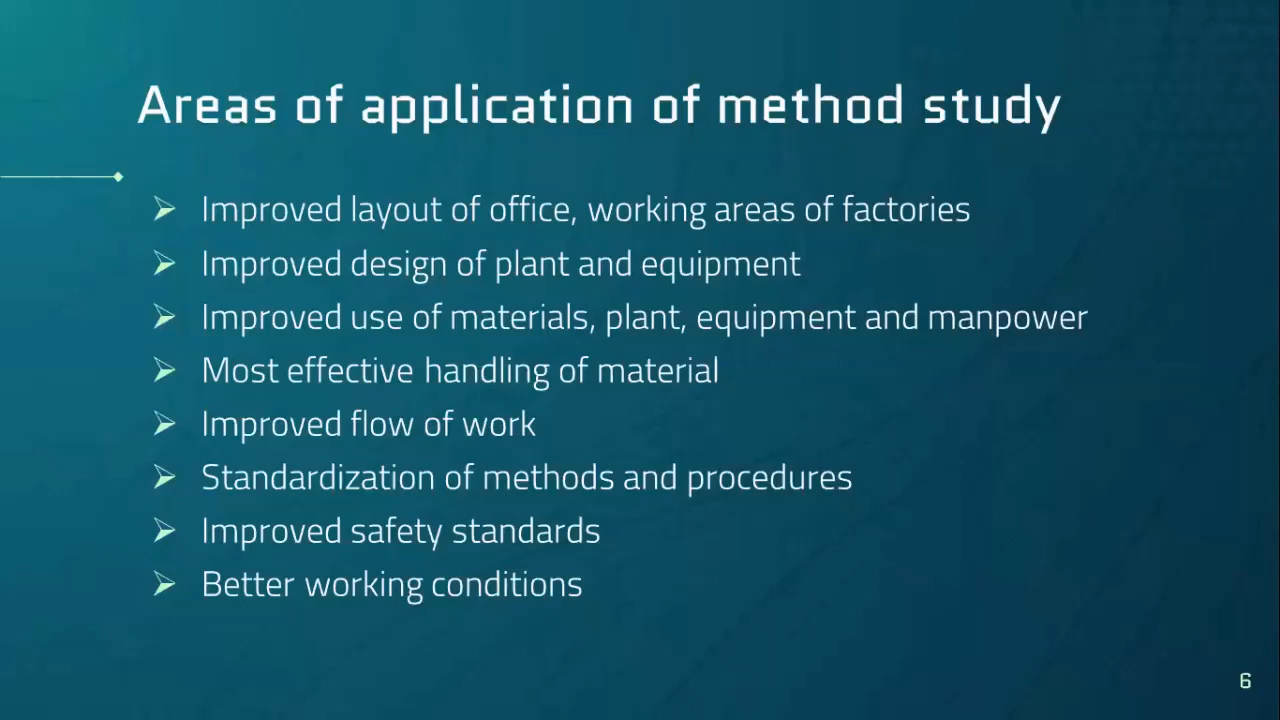 Areas of application of method study
➢ Improved layout of office, working areas of factories
➢ Improved design of plant and equipment
➢ Improved use of materials, plant, equipment and manpower
➢ Most effective handling of material
➢ Improved flow of work
➢ Standardization of methods and procedures
➢ Improved safety standards
➢ Better working conditions
6